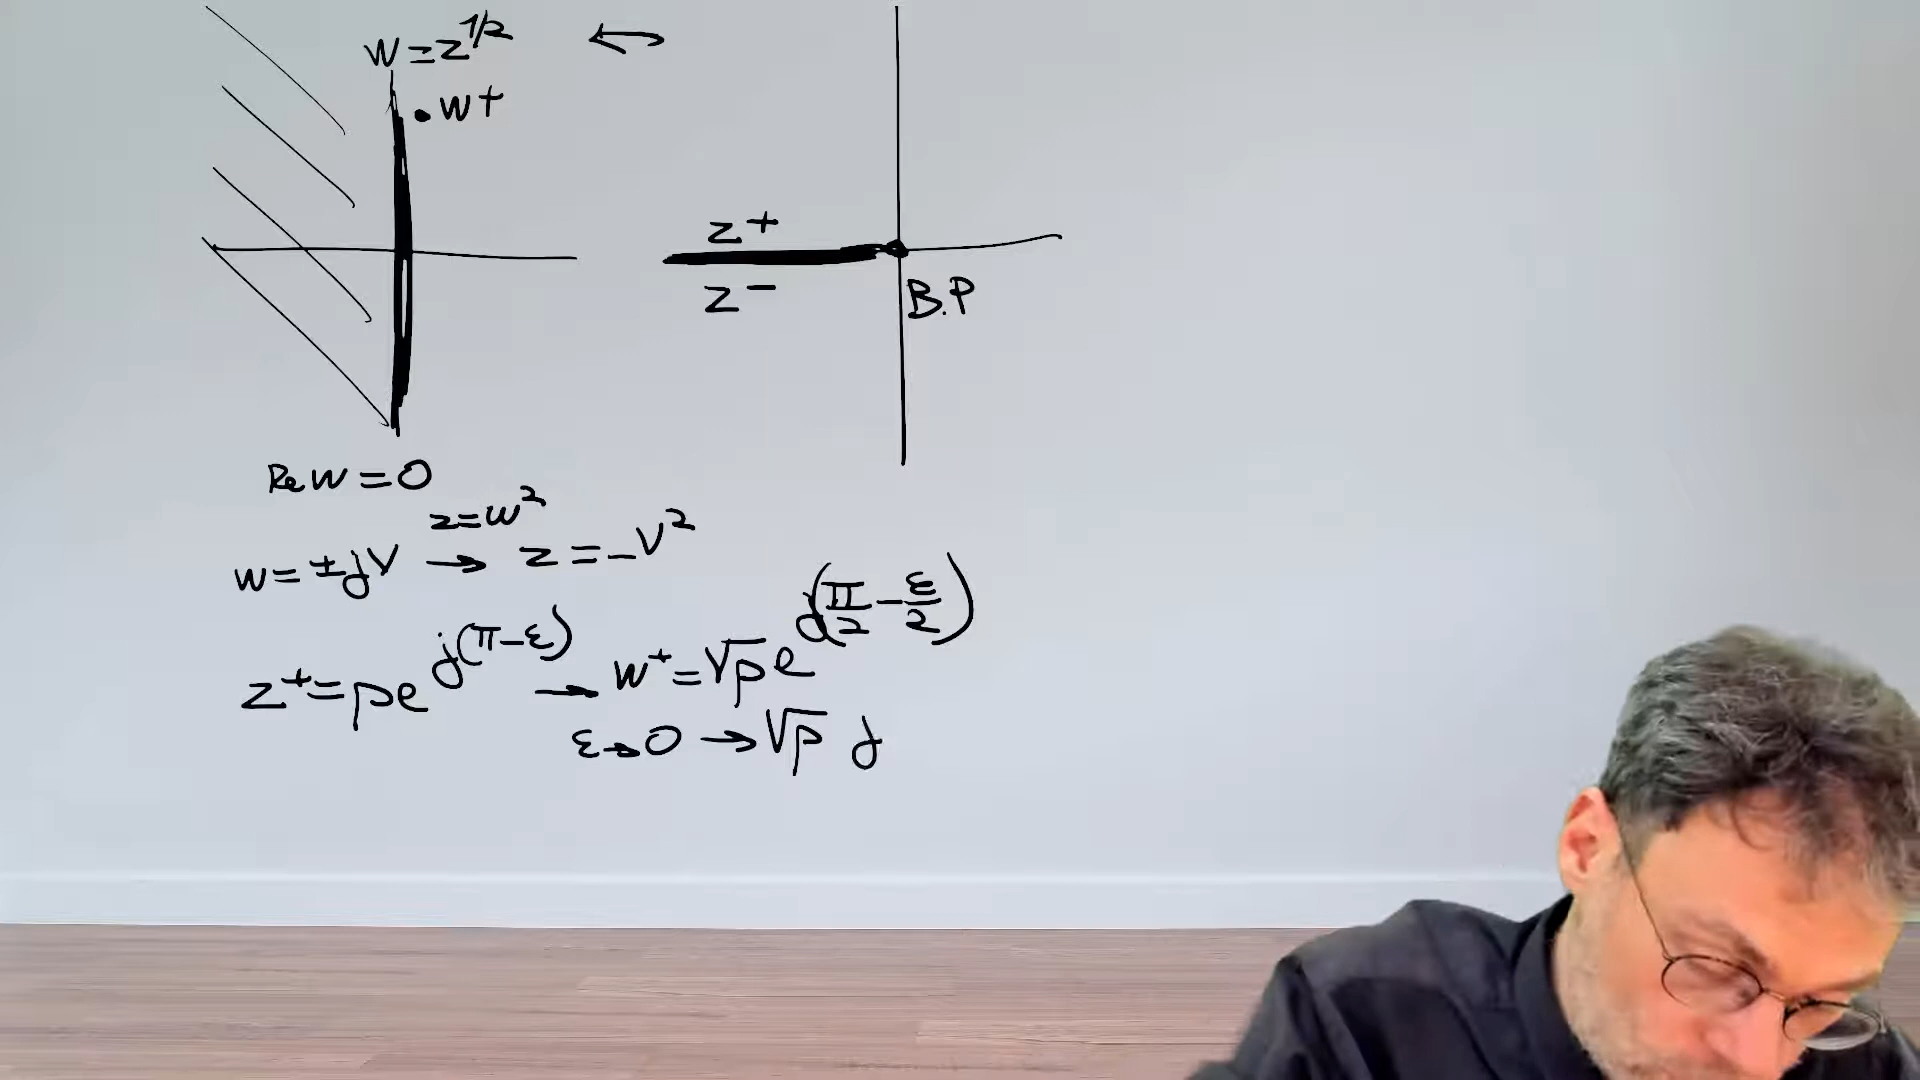 w=z^{1/2} ↔
.w+
z+
z−
B.P
Re w=0
z=w²
w=±jv → z=−v²
z⁺=ρe^{j(π−ε)} → w⁺=√ρ e^{j(π/2−ε/2)}
ε→0 → √ρ j